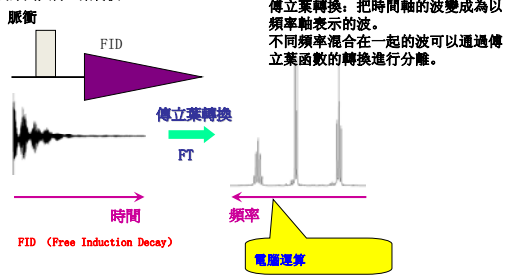 脈衝
FID
傅立葉轉換: 把時間軸的波變成為以
頻率軸表示的波。
不同頻率混合在一起的波可以通過傅
立葉函數的轉換進行分離。
傅立葉轉換
FT
時間
頻率
FID （Free Induction Decay）
電腦運算